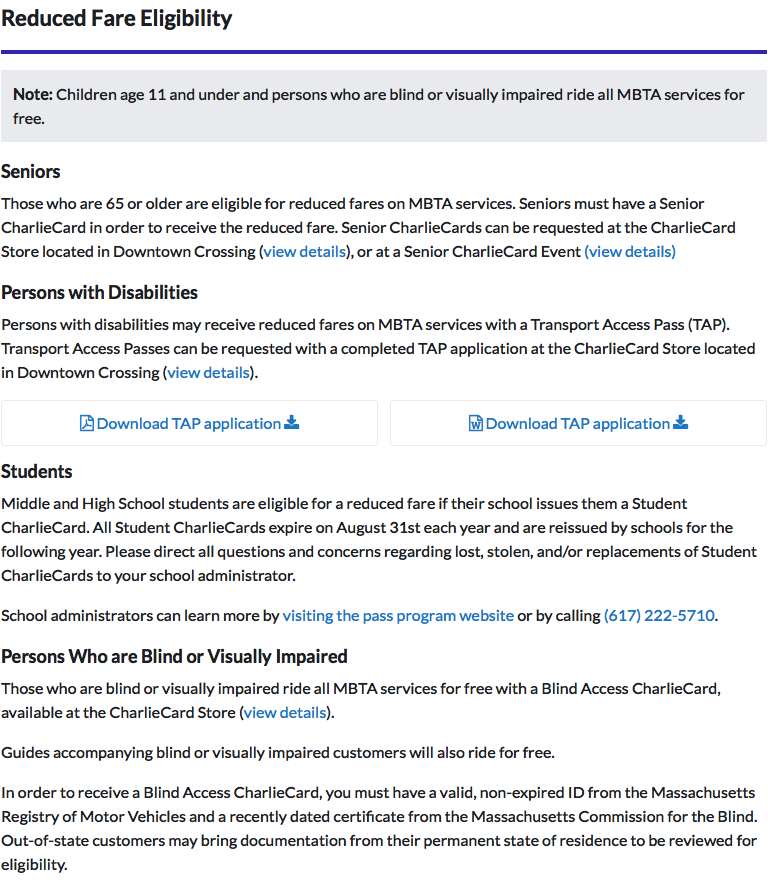 Reduced Fare Eligibility
Note: Children age 11 and under and persons who are blind or visually impaired ride all MBTA services for
free.
Seniors
Those who are 65 or older are eligible for reduced fares on MBTA services. Seniors must have a Senior
CharlieCard in order to receive the reduced fare. Senior CharlieCards can be requested at the CharlieCard
Store located in Downtown Crossing (view details), or at a Senior CharlieCard Event (view details)
Persons with Disabilities
Persons with disabilities may receive reduced fares on MBTA services with a Transport Access Pass (TAP).
Transport Access Passes can be requested with a completed TAP application at the CharlieCard Store located
in Downtown Crossing (view details).
Download TAP application
Download TAP application
Students
Middle and High School students are eligible for a reduced fare if their school issues them a Student
CharlieCard. All Student CharlieCards expire on August 31st each year and are reissued by schools for the
following year. Please direct all questions and concerns regarding lost, stolen, and/or replacements of Student
CharlieCards to your school administrator.
School administrators can learn more by visiting the pass program website or by calling (617) 222-5710.
Persons Who are Blind or Visually Impaired
Those who are blind or visually impaired ride all MBTA services for free with a Blind Access CharlieCard,
available at the CharlieCard Store (view details).
Guides accompanying blind or visually impaired customers will also ride for free.
In order to receive a Blind Access CharlieCard, you must have a valid, non-expired ID from the Massachusetts
Registry of Motor Vehicles and a recently dated certificate from the Massachusetts Commission for the Blind.
Out-of-state customers may bring documentation from their permanent state of residence to be reviewed for
eligibility.